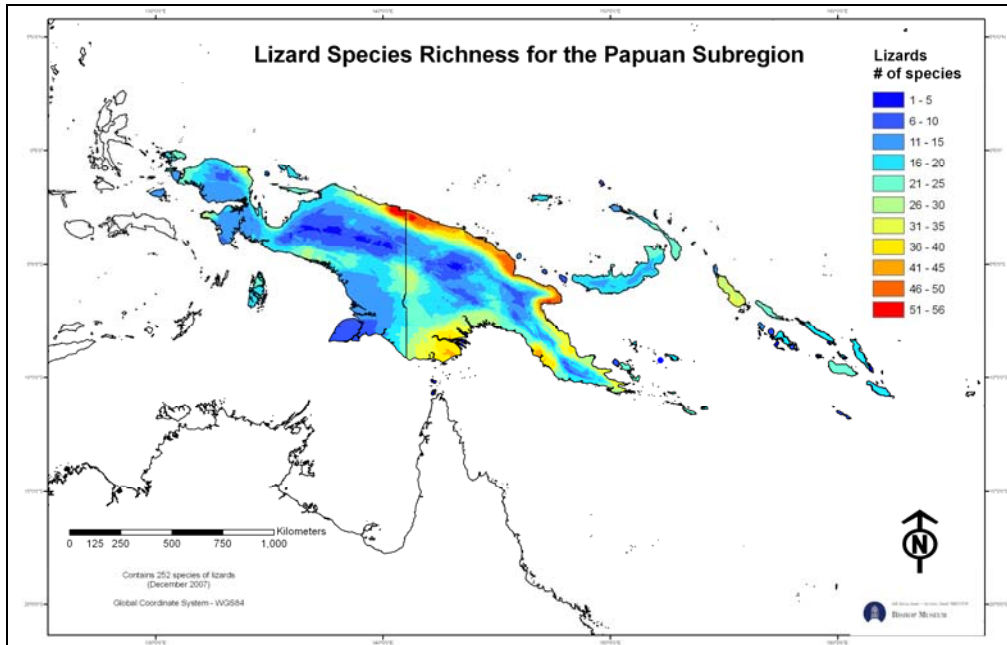 Lizard Species Richness for the Papuan Subregion
Lizards
# of species
1 - 5
6 - 10
11 - 15
16 - 20
21 - 25
26 - 30
31 - 35
30 - 40
41 - 45
46 - 50
51 - 56
Kilometers
0 125 250 500 750 1,000
Contains 252 species of lizards
(December 2007)
Global Coordinate System - WGS84
N
BISHOP MUSEUM